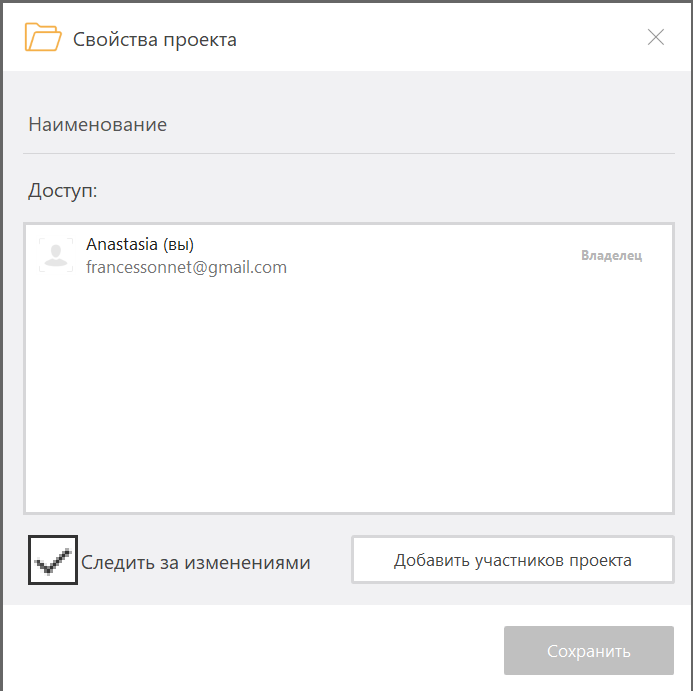 Свойства проекта
Наименование
Доступ:
Anastasia (вы)
francessonnet@gmail.com
Владелец
Следить за изменениями
Добавить участников проекта
Сохранить